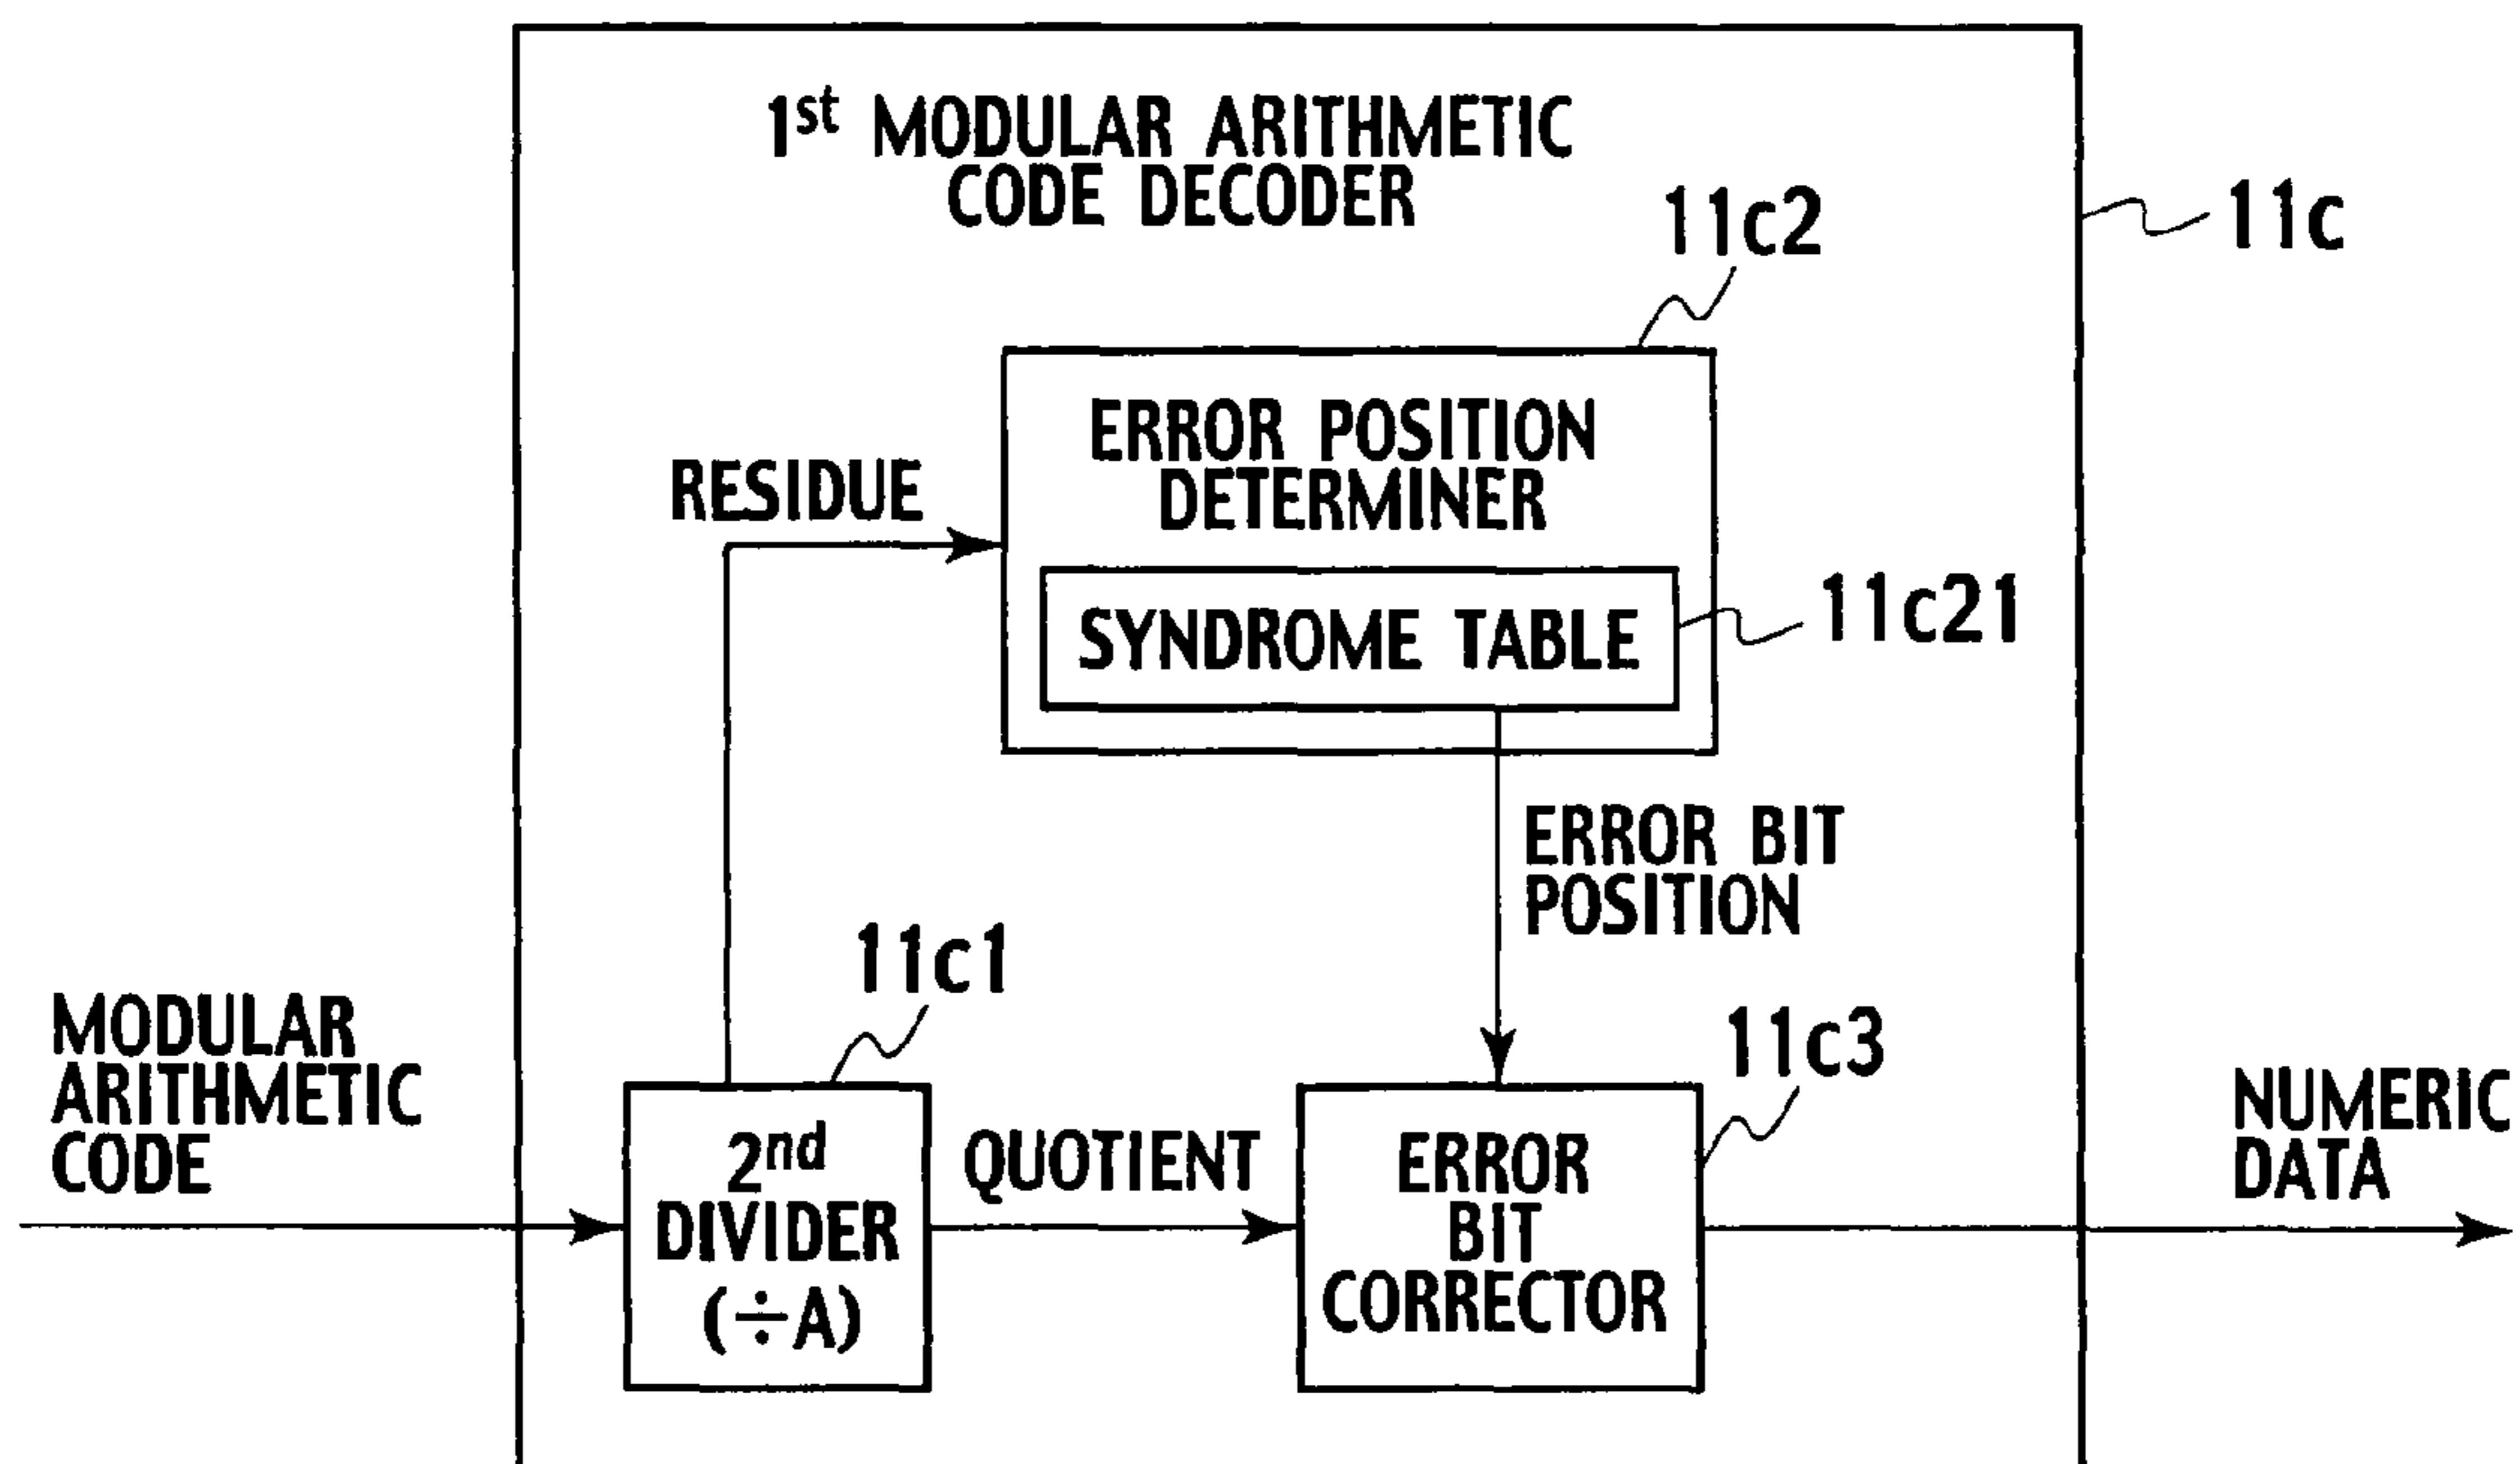 1st MODULAR ARITHMETIC
CODE DECODER
11c2
11c
ERROR POSITION
DETERMINER
RESIDUE
SYNDROME TABLE
11c21
ERROR BIT
POSITION
11c1
11c3
MODULAR
ARITHMETIC
CODE
2nd
DIVIDER
(÷A)
QUOTIENT
ERROR
BIT
CORRECTOR
NUMERIC
DATA